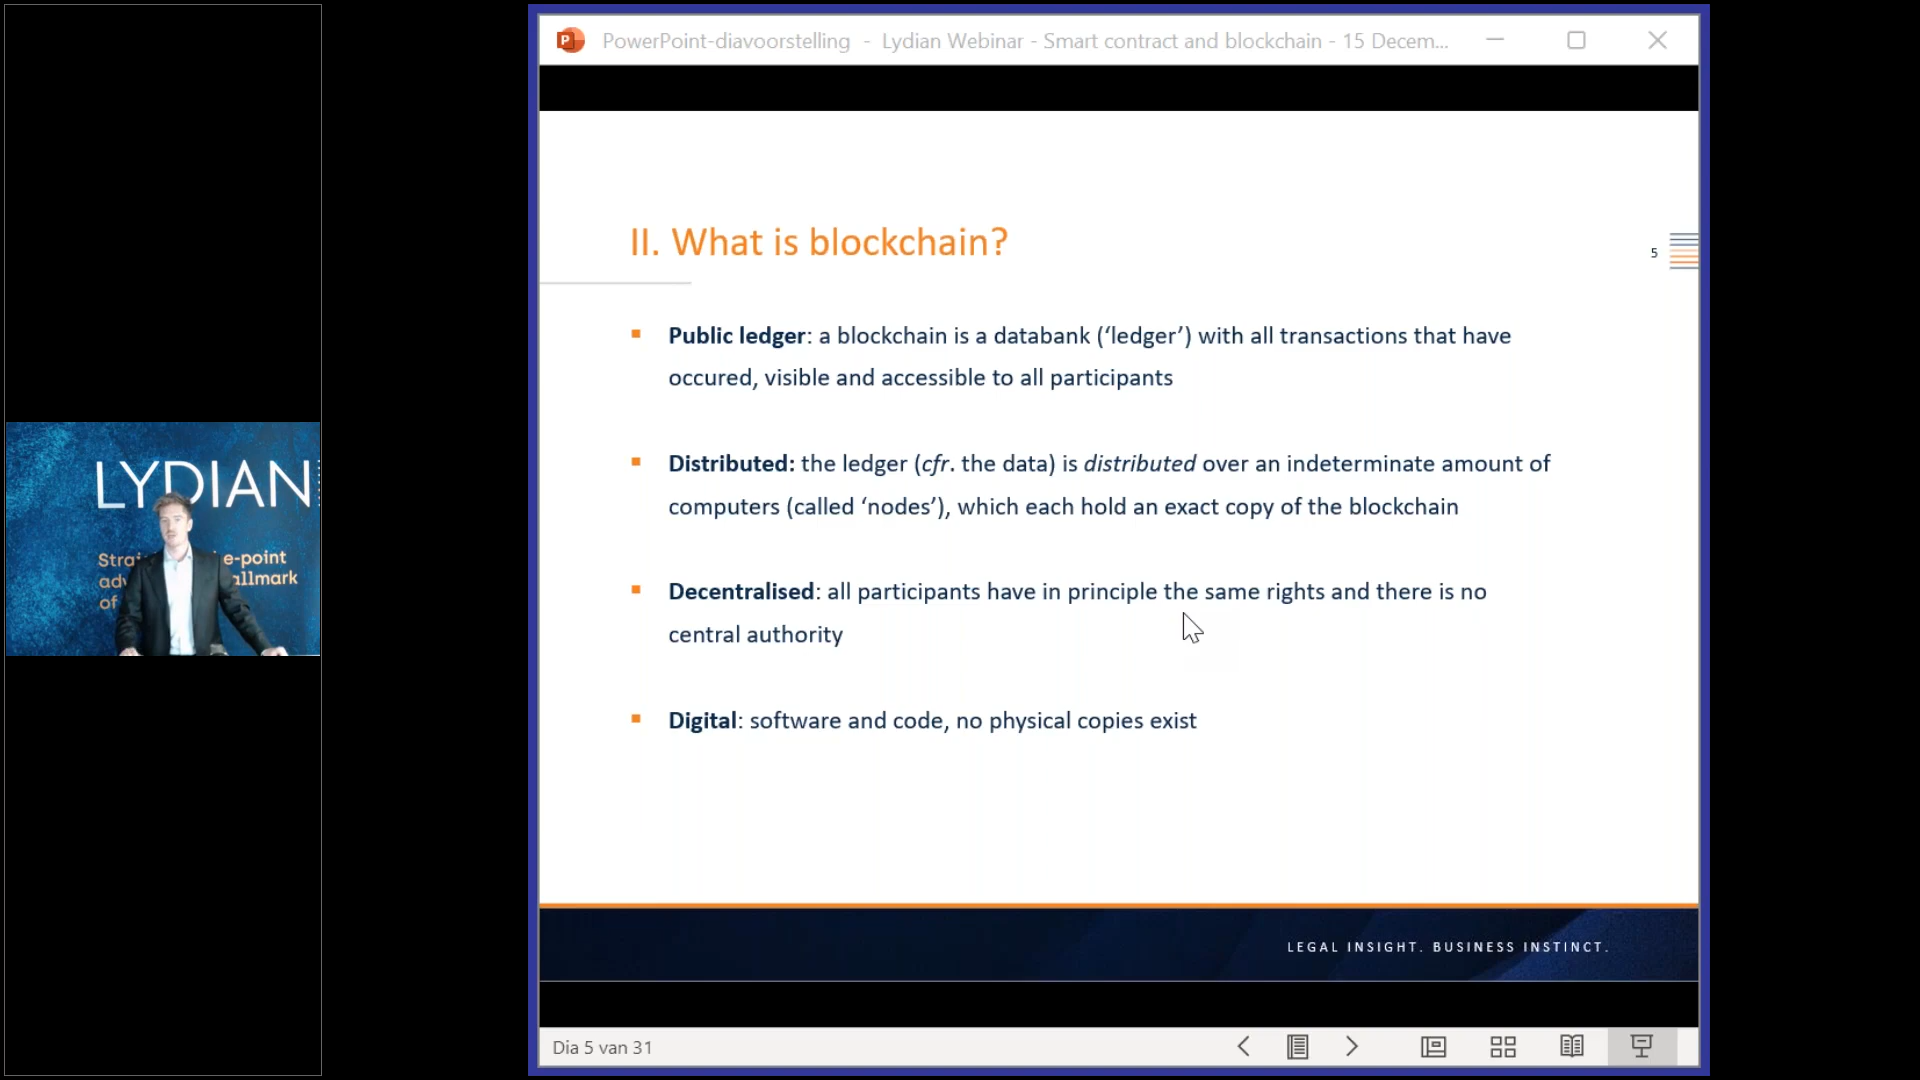 PowerPoint-diavoorstelling - Lydian Webinar - Smart contract and blockchain - 15 Decem...
II. What is blockchain?
5
Public ledger: a blockchain is a databank (‘ledger’) with all transactions that have
occured, visible and accessible to all participants
Distributed: the ledger (cfr. the data) is distributed over an indeterminate amount of
computers (called ‘nodes’), which each hold an exact copy of the blockchain
Decentralised: all participants have in principle the same rights and there is no
central authority
Digital: software and code, no physical copies exist
LEGAL INSIGHT. BUSINESS INSTINCT.
Dia 5 van 31
LYDIAN
e-point
allmark
of